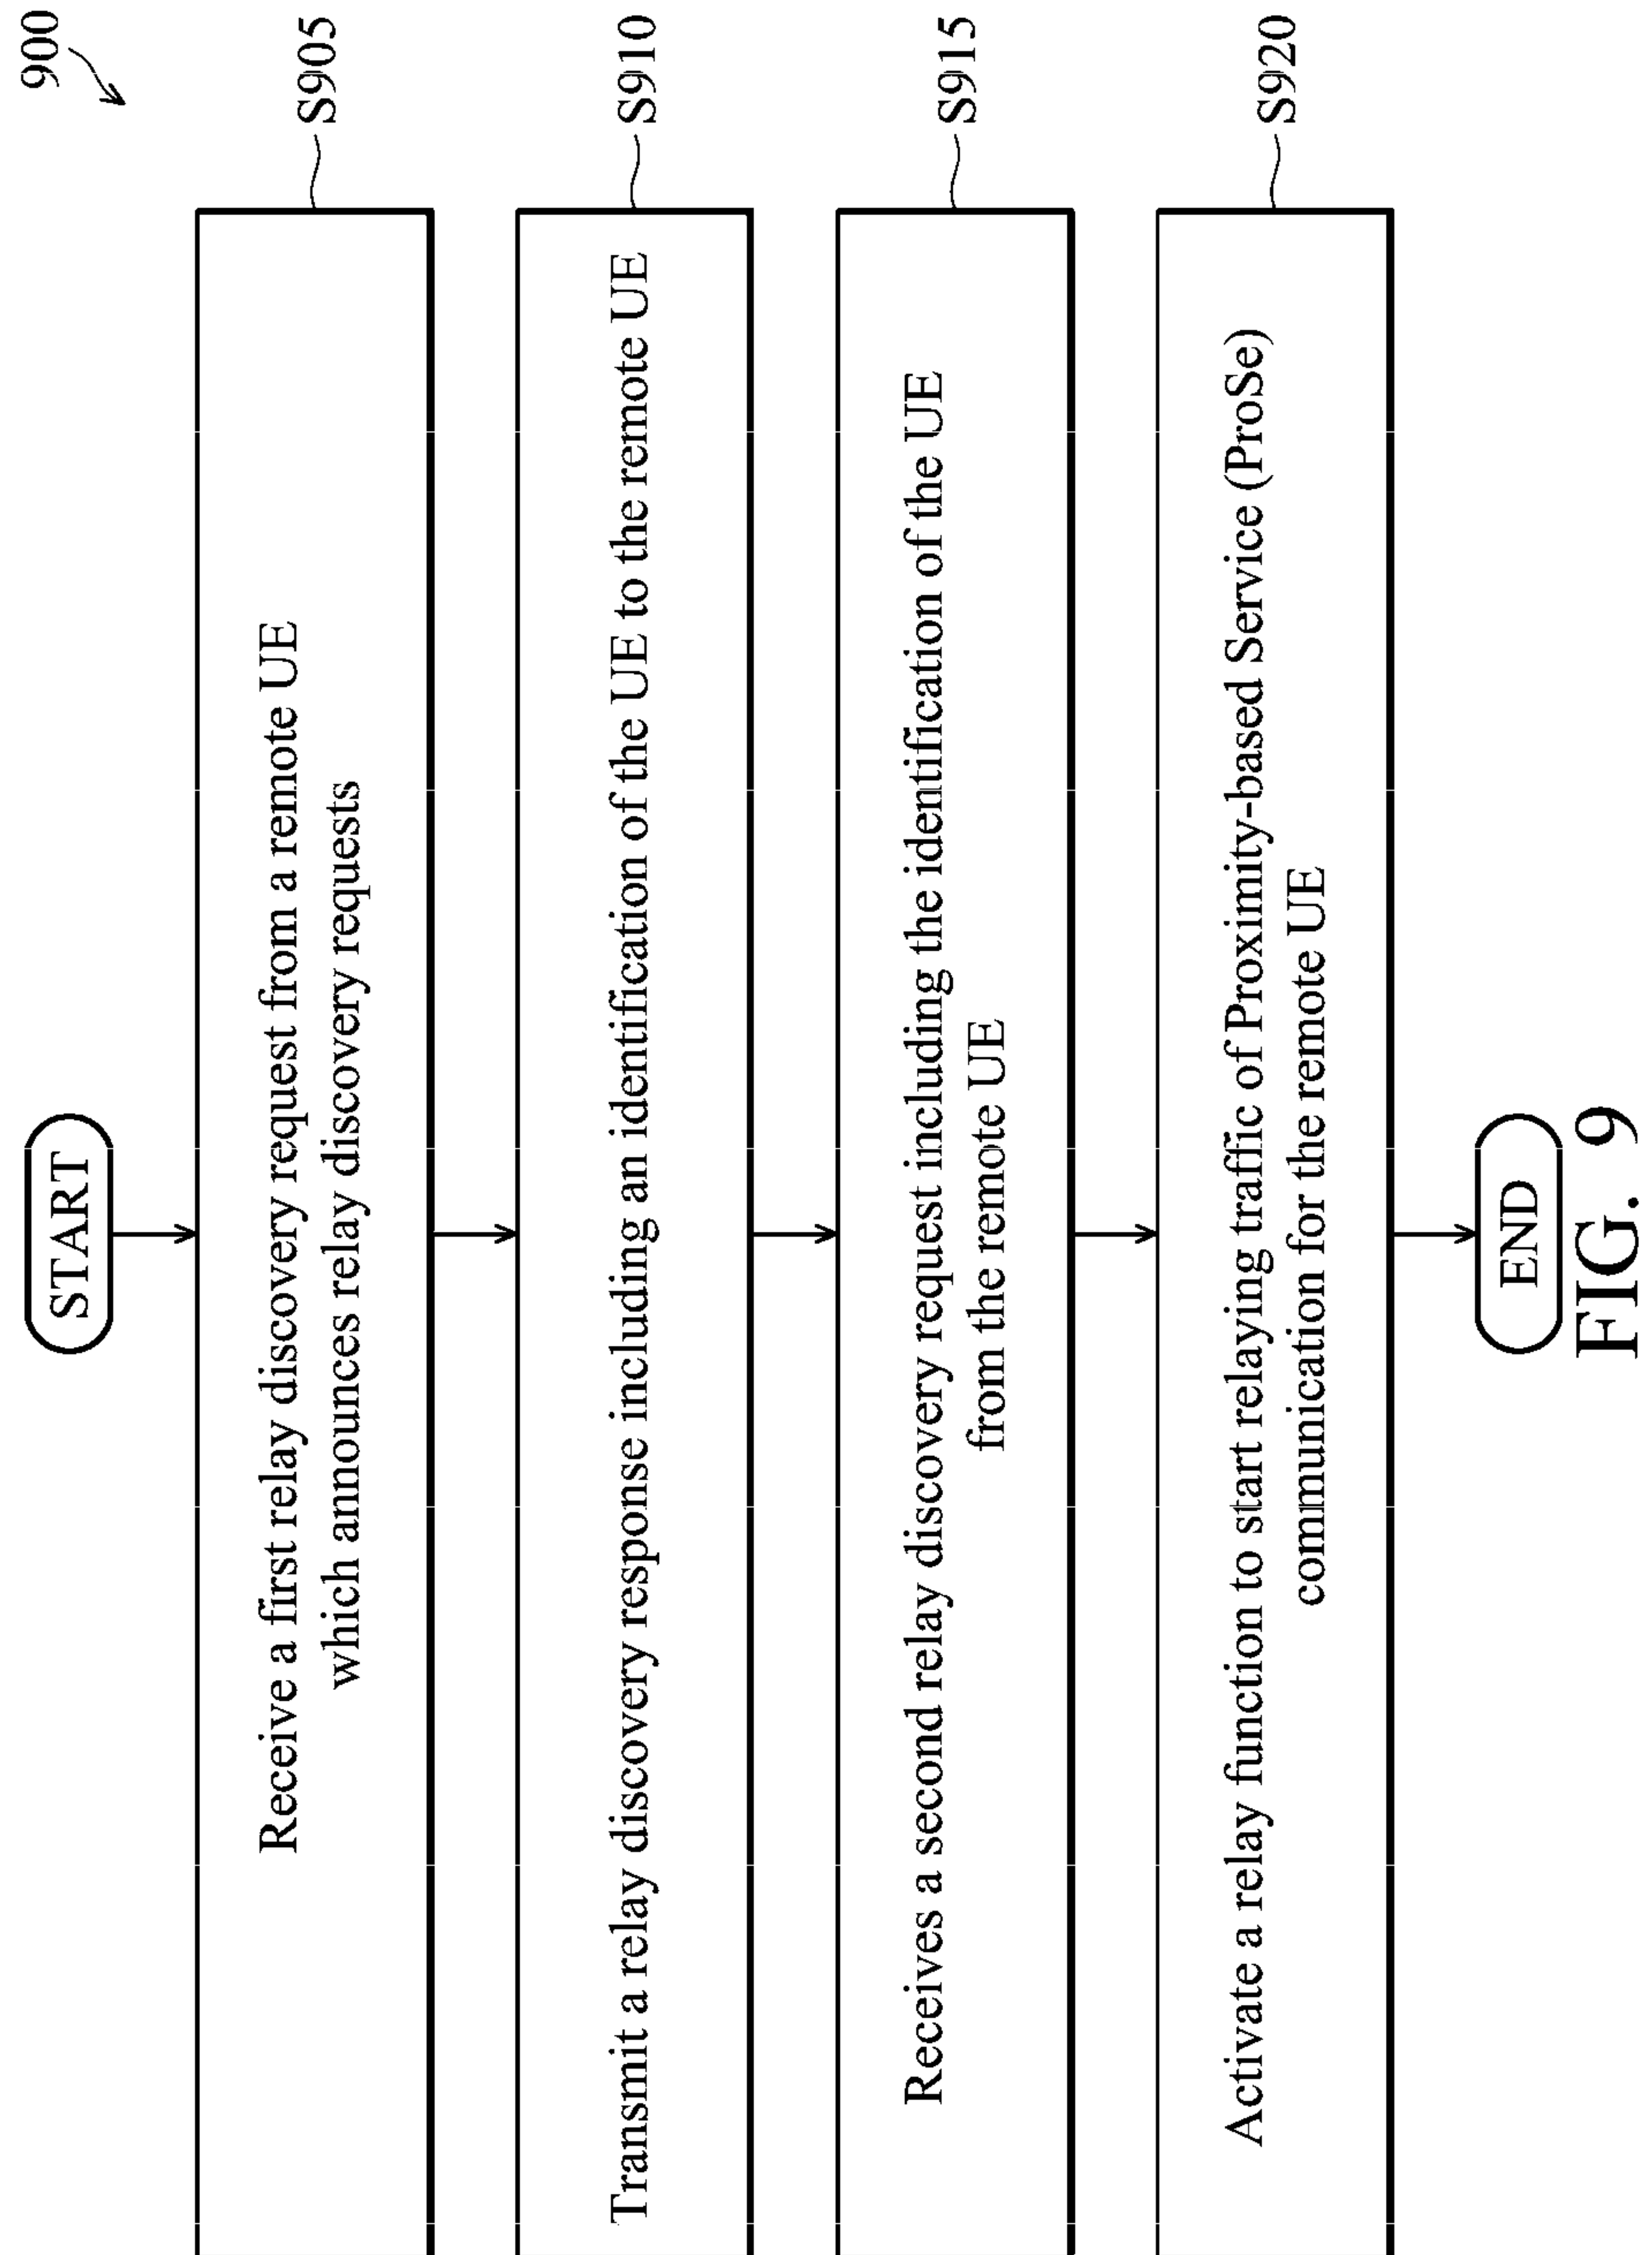 900
START
Receive a first relay discovery request from a remote UE
which announces relay discovery requests
S905
Transmit a relay discovery response including an identification of the UE to the remote UE
S910
Receives a second relay discovery request including the identification of the UE
from the remote UE
S915
Activate a relay function to start relaying traffic of Proximity-based Service (ProSe)
communication for the remote UE
S920
END
FIG. 9